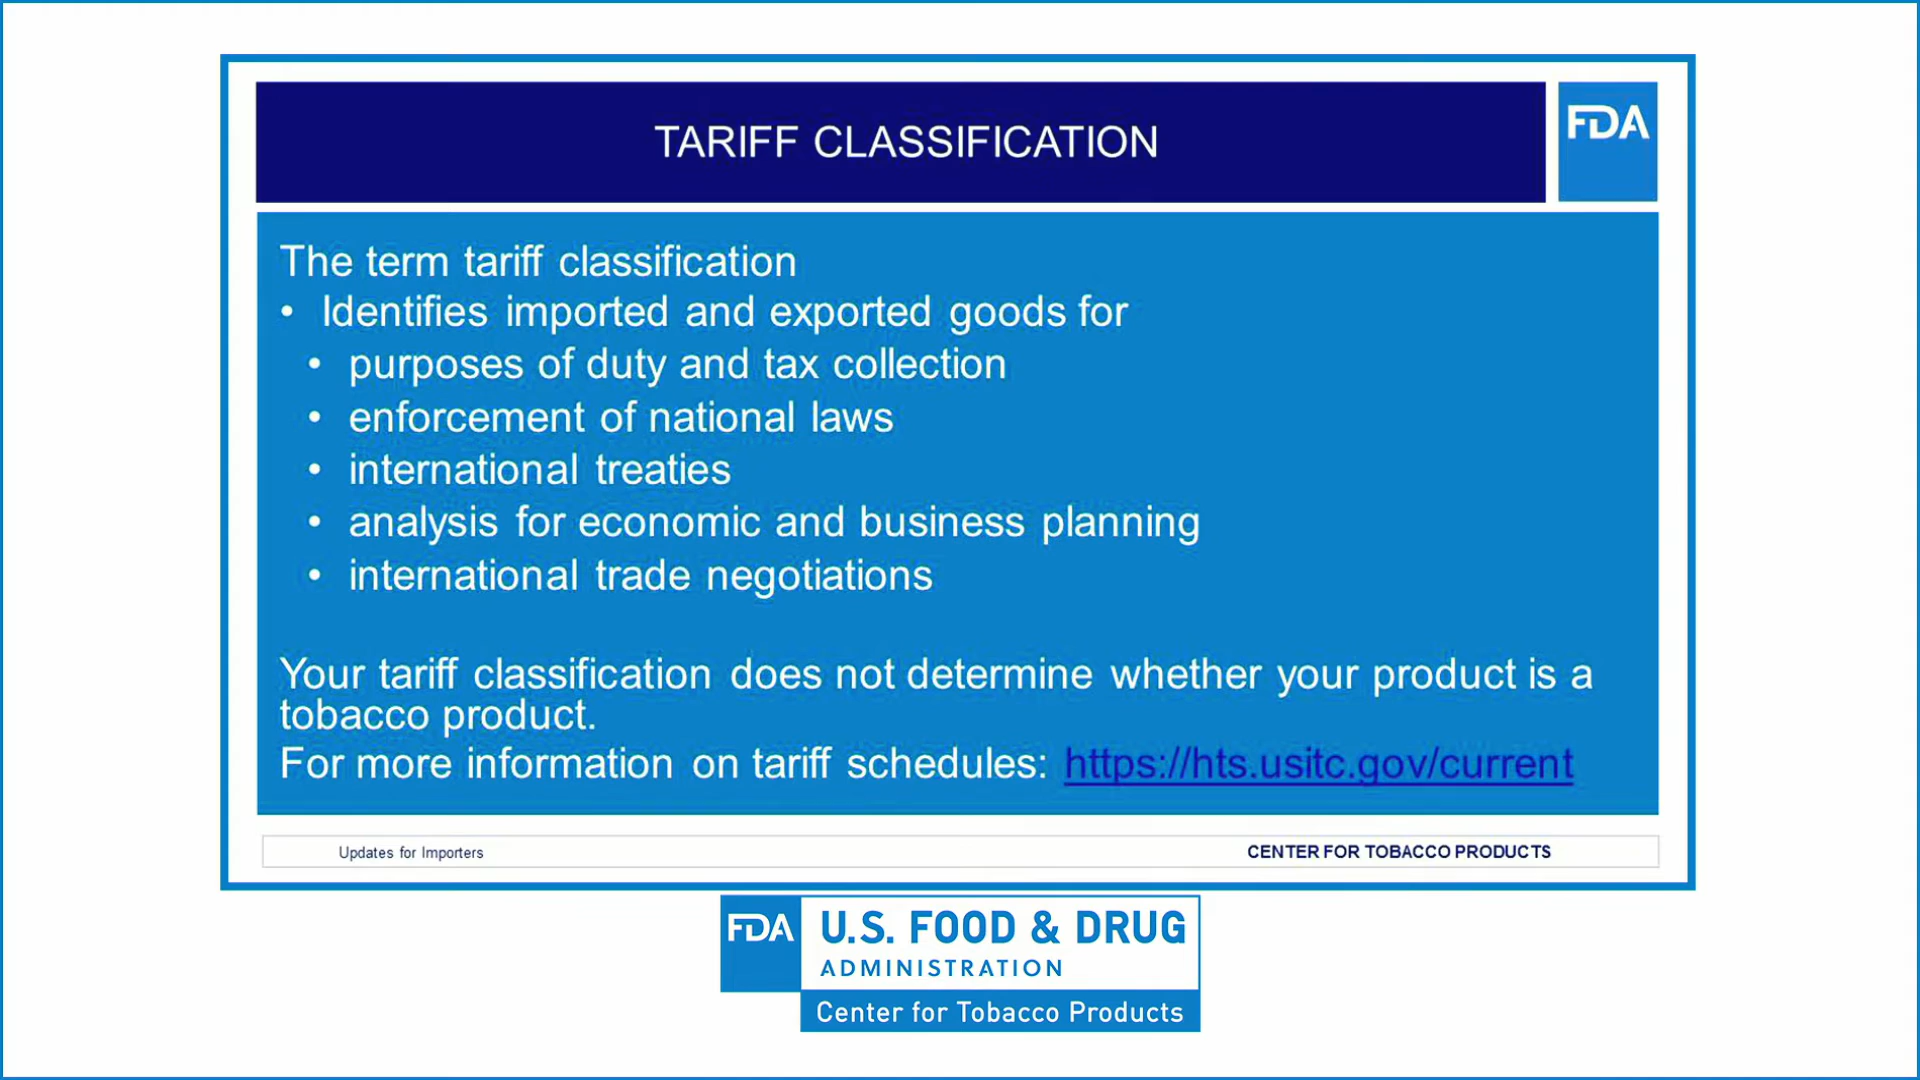 TARIFF CLASSIFICATION
FDA
The term tariff classification
• Identifies imported and exported goods for
• purposes of duty and tax collection
• enforcement of national laws
• international treaties
• analysis for economic and business planning
• international trade negotiations
Your tariff classification does not determine whether your product is a
tobacco product.
For more information on tariff schedules: https://hts.usitc.gov/current
Updates for Importers
CENTER FOR TOBACCO PRODUCTS
FDA
U.S. FOOD & DRUG
ADMINISTRATION
Center for Tobacco Products